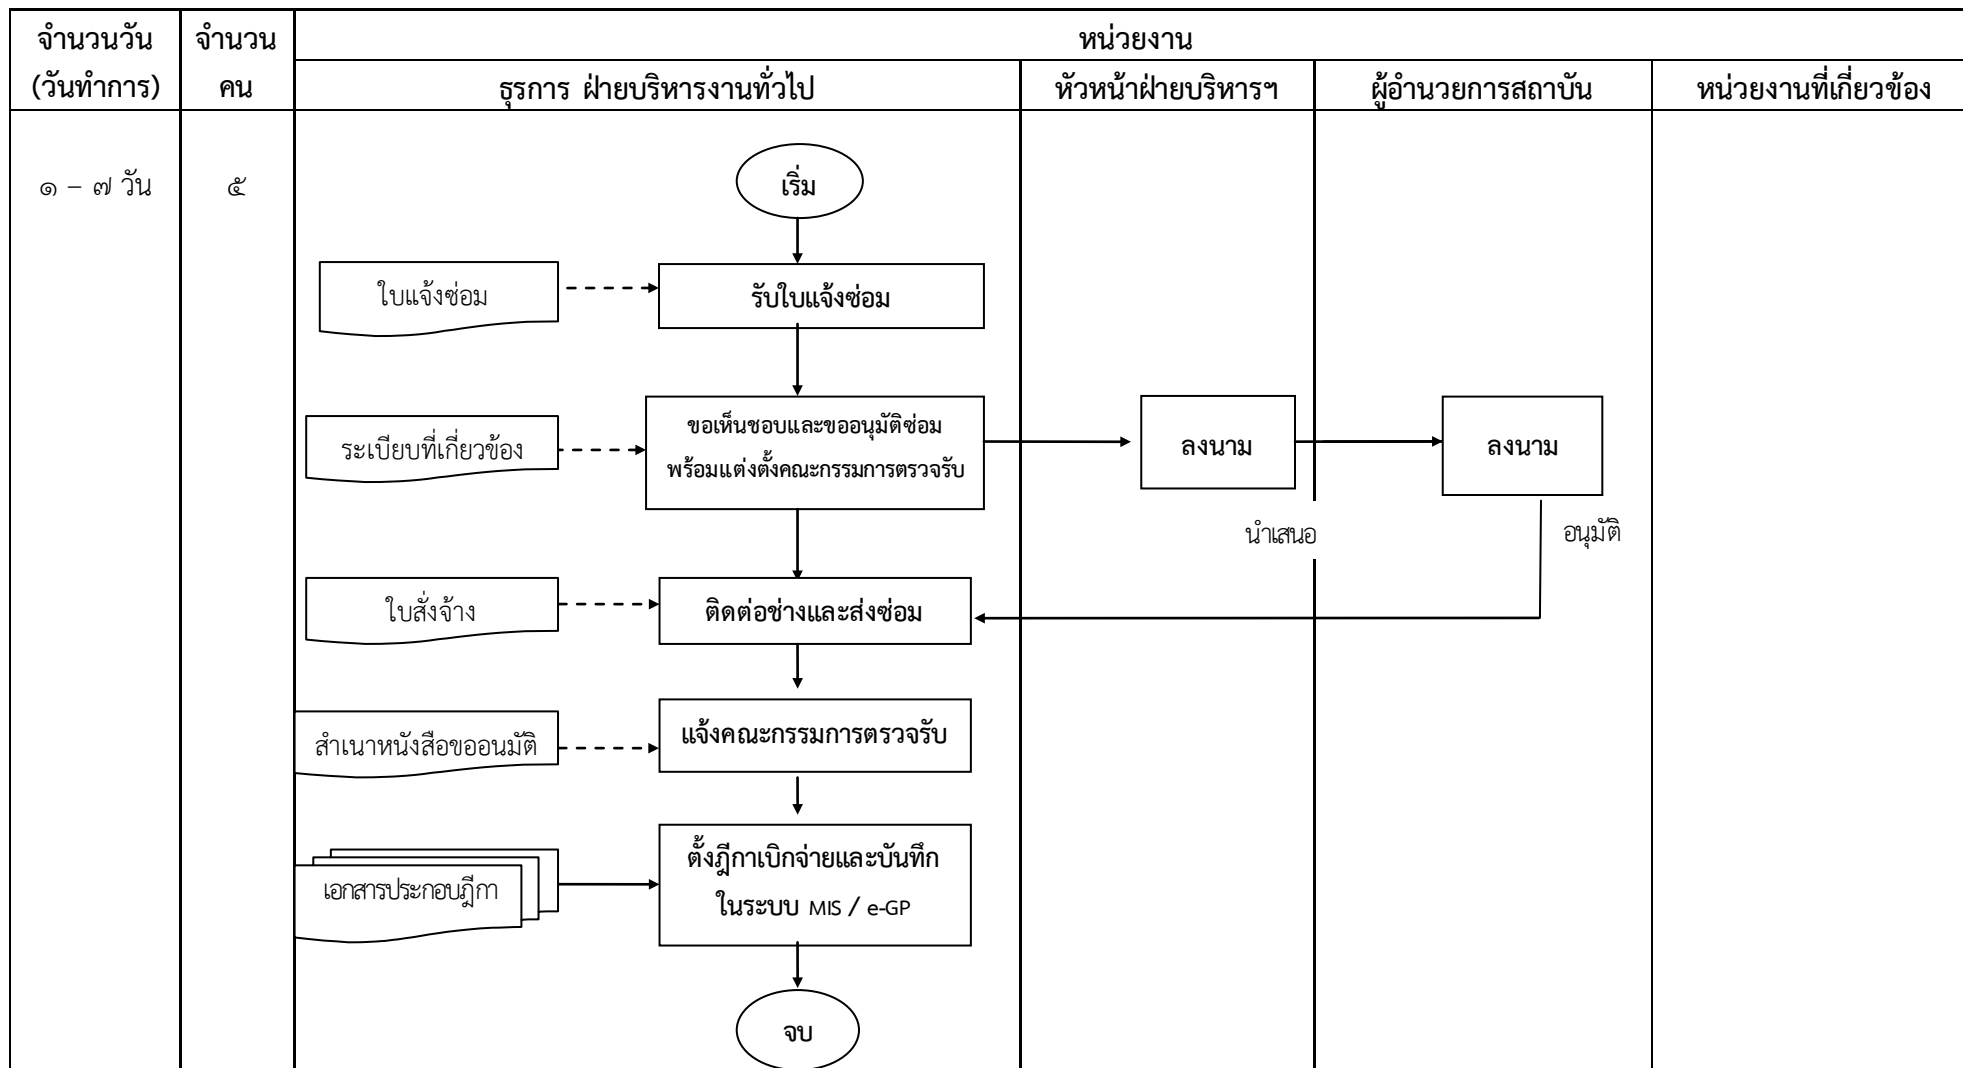 จำนวนวัน
(วันทำการ)
จำนวน
คน
หน่วยงาน
ธุรการ ฝ่ายบริหารงานทั่วไป
หัวหน้าฝ่ายบริหารฯ
ผู้อำนวยการสถาบัน
หน่วยงานที่เกี่ยวข้อง
๑ – ๗ วัน
๕
เริ่ม
ใบแจ้งซ่อม
รับใบแจ้งซ่อม
ระเบียบที่เกี่ยวข้อง
ขอเห็นชอบและขออนุมัติซ่อม
พร้อมแต่งตั้งคณะกรรมการตรวจรับ
ลงนาม
ลงนาม
นำเสนอ
อนุมัติ
ใบสั่งจ้าง
ติดต่อช่างและส่งซ่อม
สำเนาหนังสือขออนมัติ
แจ้งคณะกรรมการตรวจรับ
เอกสารประกอบฎีกา
ตั้งฎีกาเบิกจ่ายและบันทึก
ในระบบ MIS / e-GP
จบ